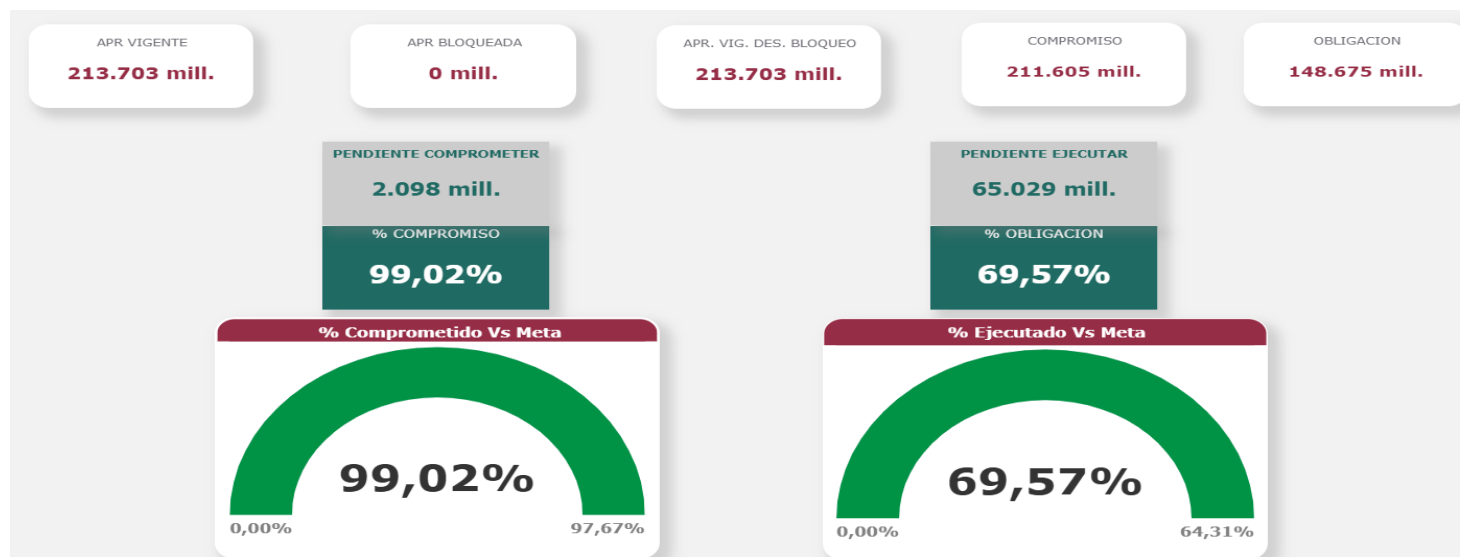 APR VIGENTE
213.703 mill.
APR BLOQUEADA
0 mill.
APR. VIG. DES. BLOQUEO
213.703 mill.
COMPROMISO
211.605 mill.
OBLIGACION
148.675 mill.
PENDIENTE COMPROMETER
2.098 mill.
% COMPROMISO
99,02%
PENDIENTE EJECUTAR
65.029 mill.
% OBLIGACION
69,57%
% Comprometido Vs Meta
99,02%
0,00%
97,67%
% Ejecutado Vs Meta
69,57%
0,00%
64,31%